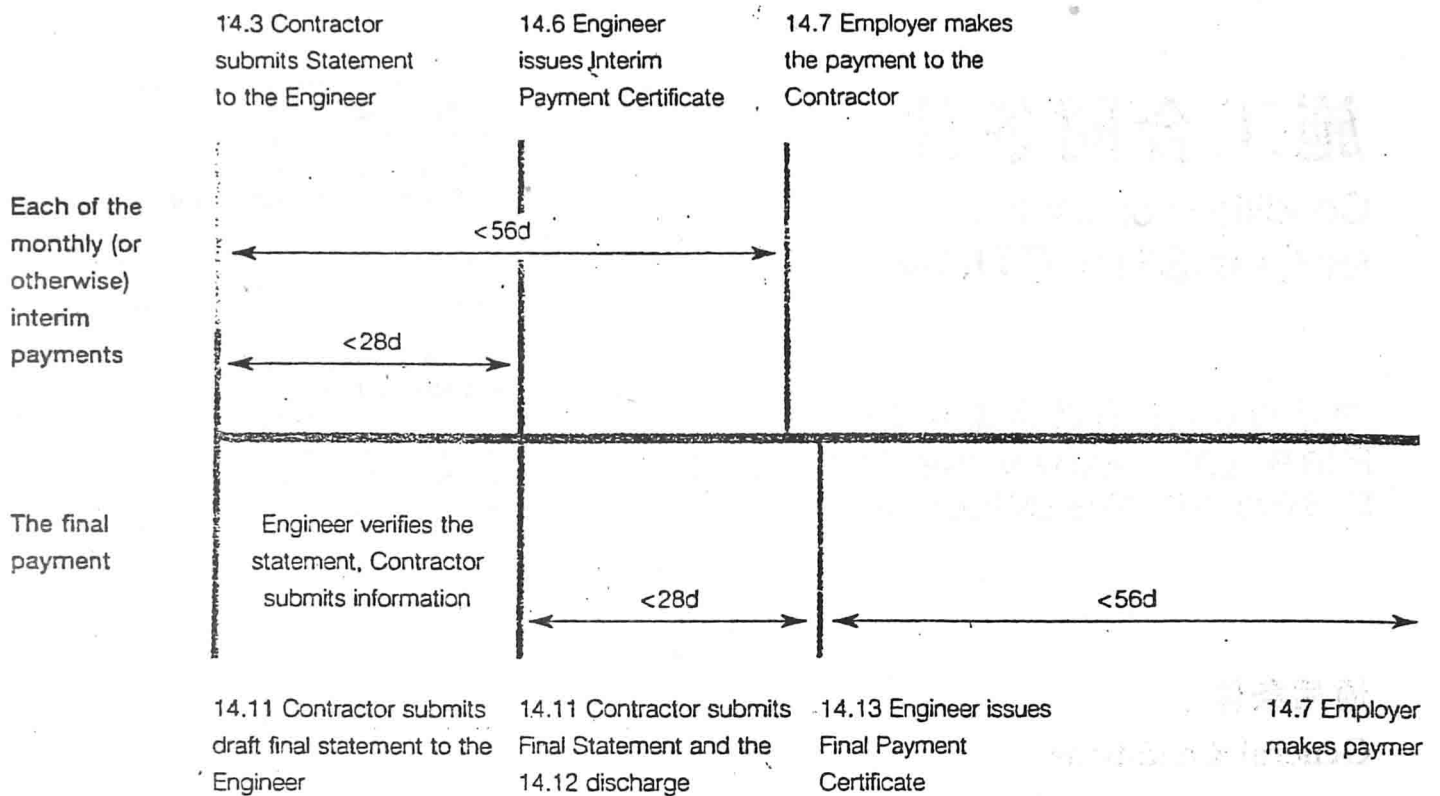 14.3 Contractor
submits Statement
to the Engineer
14.6 Engineer
issues Interim
Payment Certificate
14.7 Employer makes
the payment to the
Contractor
Each of the
monthly (or
otherwise)
interim
payments
<56d
<28d
The final
payment
Engineer verifies the
statement, Contractor
submits information
<28d
<56d
14.11 Contractor submits
draft final statement to the
Engineer
14.11 Contractor submits
Final Statement and the
14.12 discharge
14.13 Engineer issues
Final Payment
Certificate
14.7 Employer
makes paymer